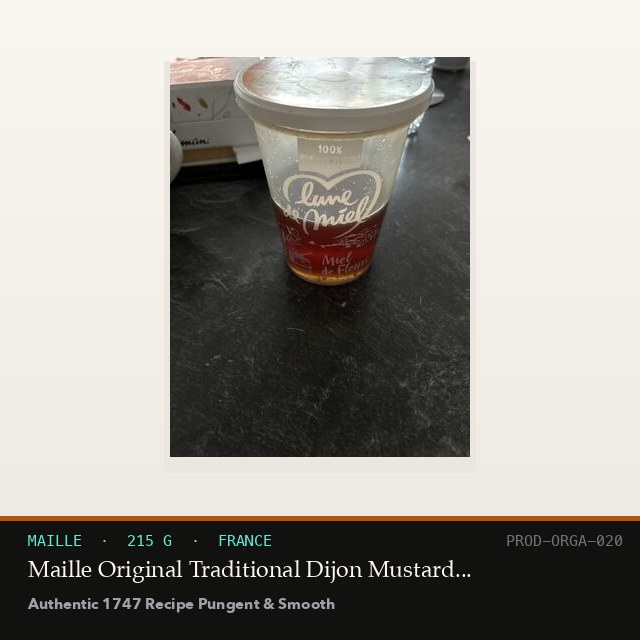 100%
lune
de miel
Miel
de Fleurs
MAILLE · 215 G · FRANCE
PROD-ORGA-020
Maille Original Traditional Dijon Mustard...
Authentic 1747 Recipe Pungent & Smooth